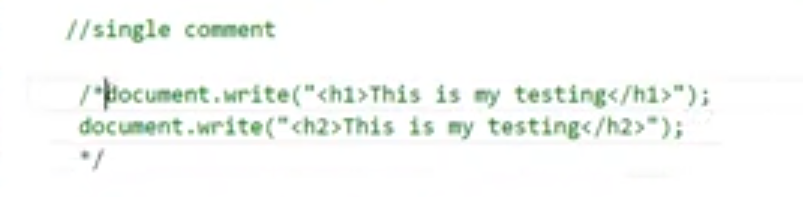 //single comment
/*document.write("<h1>This is my testing</h1>");
document.write("<h2>This is my testing</h2>");
*/